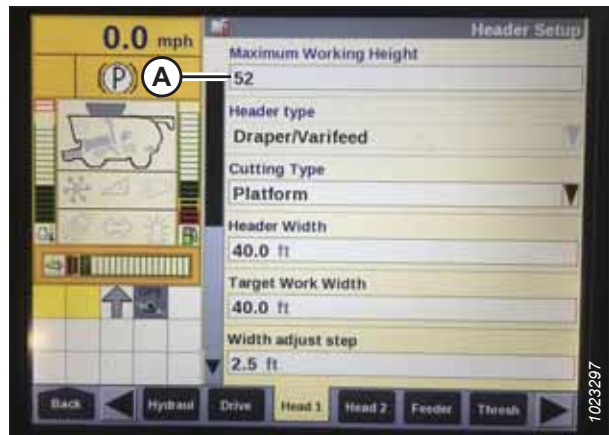 0.0 mph
Header Setup
Maximum Working Height
(P)
A
52
Header type
Draper/Varifeed
Cutting Type
Platform
Header Width
40.0 ft
Target Work Width
40.0 ft
Width adjust step
2.5 ft
Back
Hydraul
Drive
Head 1
Head 2
Feeder
Thresh
1023297